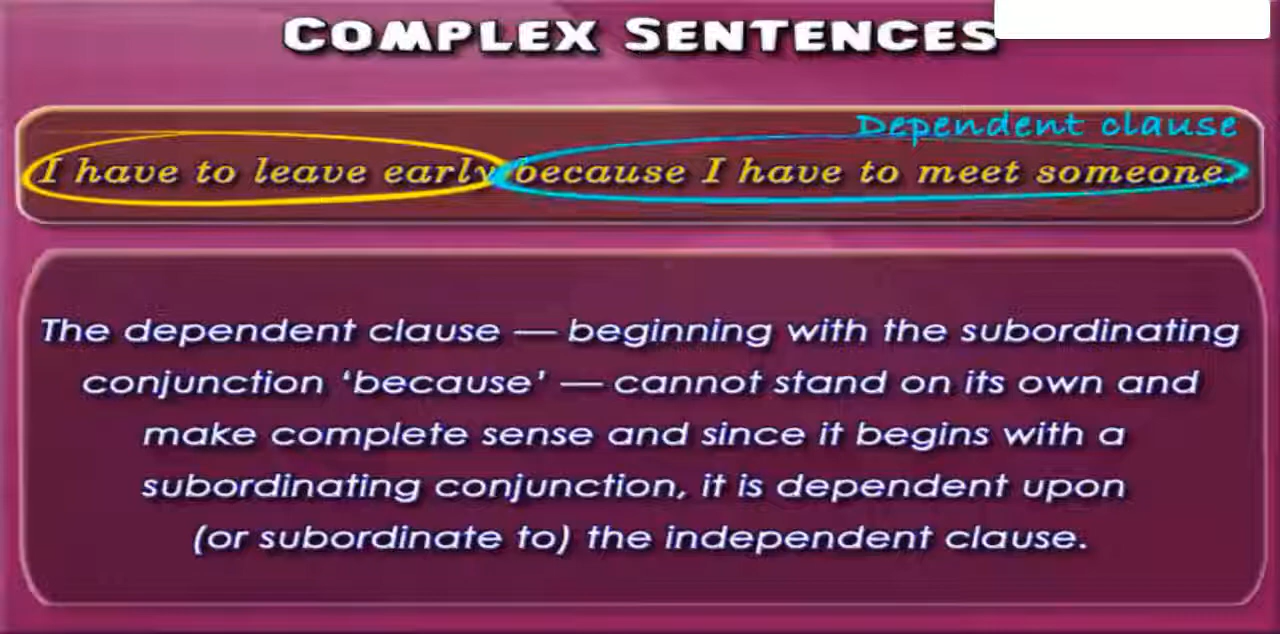 COMPLEX SENTENCES
Dependent clause
I have to leave early because I have to meet someone.
The dependent clause — beginning with the subordinating
conjunction ‘because’ — cannot stand on its own and
make complete sense and since it begins with a
subordinating conjunction, it is dependent upon
(or subordinate to) the independent clause.